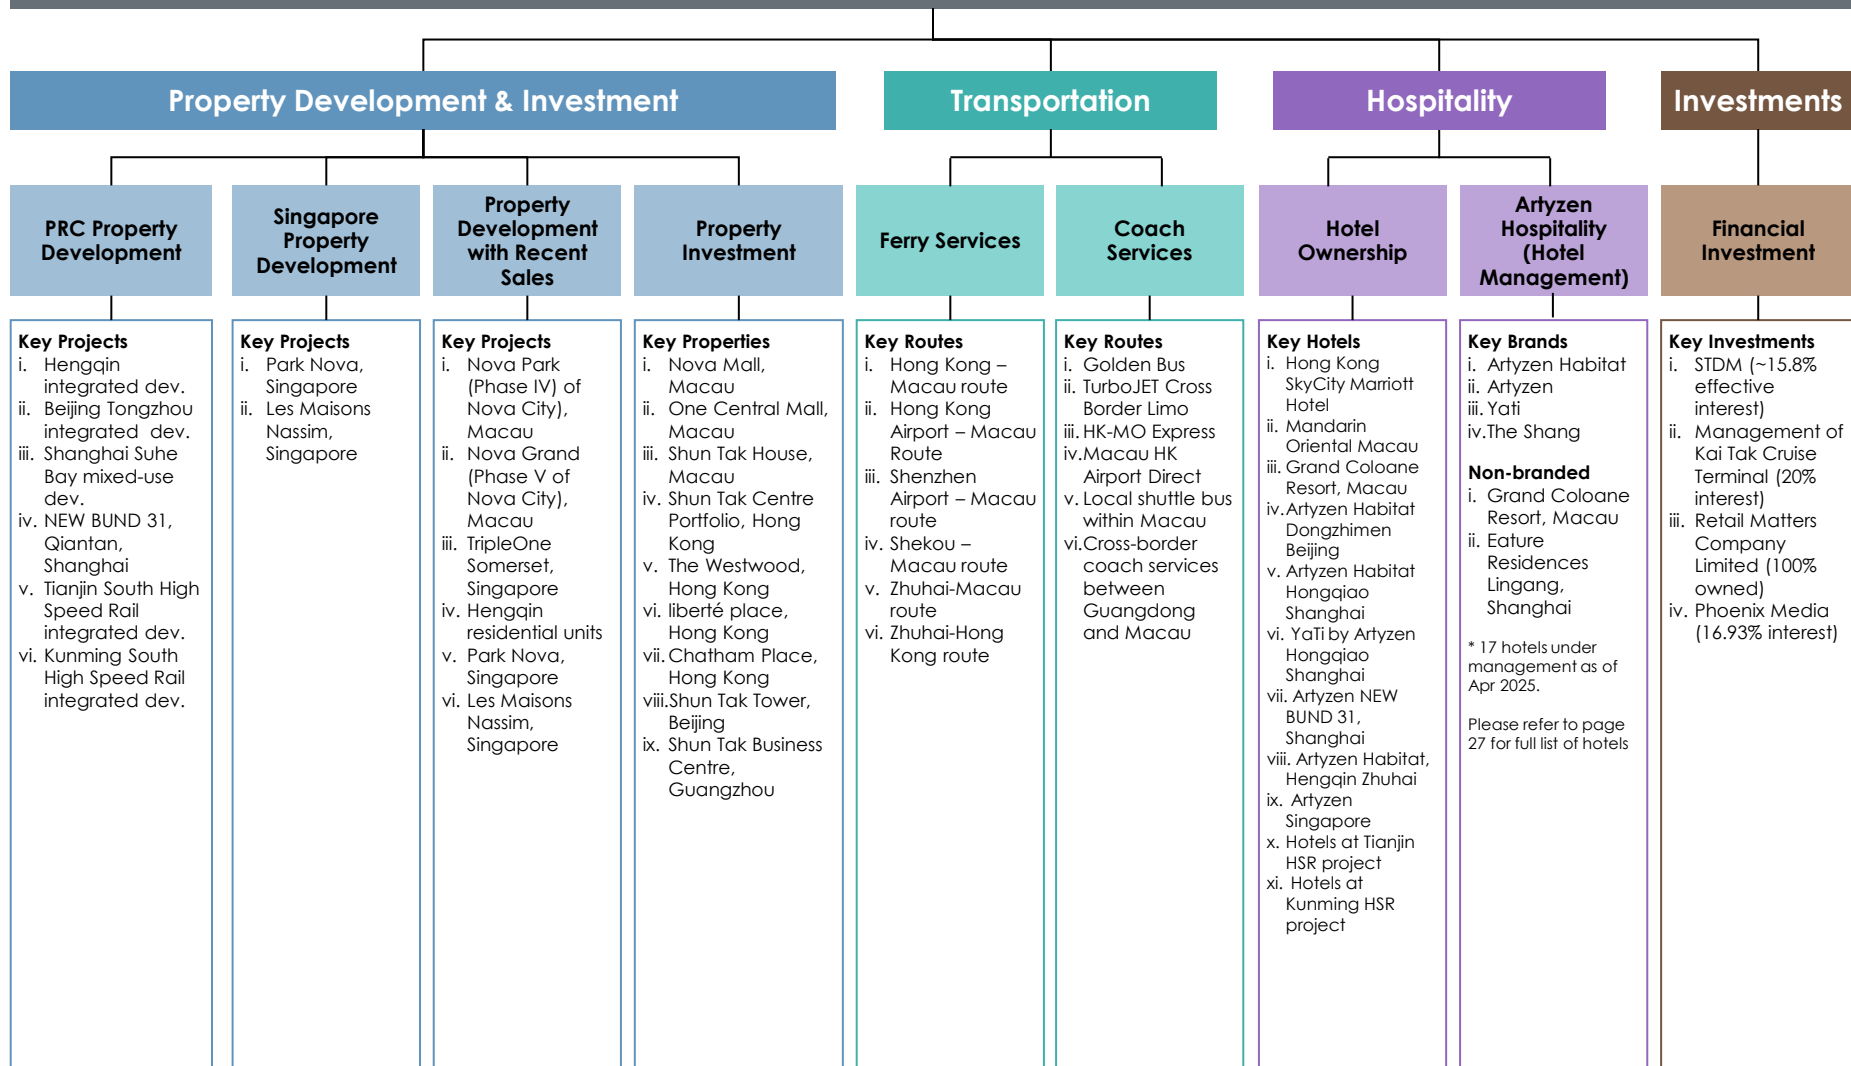 Property Development & Investment
Transportation
Hospitality
Investments
PRC Property
Development
Singapore
Property
Development
Property
Development
with Recent
Sales
Property
Investment
Ferry Services
Coach
Services
Hotel
Ownership
Artyzen
Hospitality
(Hotel
Management)
Financial
Investment
Key Projects
i. Hengqin
integrated dev.
ii. Beijing Tongzhou
integrated dev.
iii. Shanghai Suhe
Bay mixed-use
dev.
iv. NEW BUND 31,
Qiantan,
Shanghai
v. Tianjin South High
Speed Rail
integrated dev.
vi. Kunming South
High Speed Rail
integrated dev.
Key Projects
i. Park Nova,
Singapore
ii. Les Maisons
Nassim,
Singapore
Key Projects
i. Nova Park
(Phase IV) of
Nova City),
Macau
ii. Nova Grand
(Phase V of
Nova City),
Macau
iii. TripleOne
Somerset,
Singapore
iv. Hengqin
residential units
v. Park Nova,
Singapore
vi. Les Maisons
Nassim,
Singapore
Key Properties
i. Nova Mall,
Macau
ii. One Central Mall,
Macau
iii. Shun Tak House,
Macau
iv. Shun Tak Centre
Portfolio, Hong
Kong
v. The Westwood,
Hong Kong
vi. liberté place,
Hong Kong
vii. Chatham Place,
Hong Kong
viii.Shun Tak Tower,
Beijing
ix. Shun Tak Business
Centre,
Guangzhou
Key Routes
i. Hong Kong –
Macau route
ii. Hong Kong
Airport – Macau
Route
iii. Shenzhen
Airport – Macau
route
iv. Shekou –
Macau route
v. Zhuhai-Macau
route
vi. Zhuhai-Hong
Kong route
Key Routes
i. Golden Bus
ii. TurboJET Cross
Border Limo
iii. HK-MO Express
iv.Macau HK
Airport Direct
v. Local shuttle bus
within Macau
vi.Cross-border
coach services
between
Guangdong
and Macau
Key Hotels
i. Hong Kong
SkyCity Marriott
Hotel
ii. Mandarin
Oriental Macau
iii. Grand Coloane
Resort, Macau
iv.Artyzen Habitat
Dongzhimen
Beijing
v. Artyzen Habitat
Hongqiao
Shanghai
vi. YaTi by Artyzen
Hongqiao
Shanghai
vii. Artyzen NEW
BUND 31,
Shanghai
viii. Artyzen Habitat,
Hengqin Zhuhai
ix. Artyzen
Singapore
x. Hotels at Tianjin
HSR project
xi. Hotels at
Kunming HSR
project
Key Brands
i. Artyzen Habitat
ii. Artyzen
iii. Yati
iv.The Shang
Non-branded
i. Grand Coloane
Resort, Macau
ii. Eature
Residences
Lingang,
Shanghai
* 17 hotels under
management as of
Apr 2025.
Please refer to page
27 for full list of hotels
Key Investments
i. STDM (~15.8%
effective
interest)
ii. Management of
Kai Tak Cruise
Terminal (20%
interest)
iii. Retail Matters
Company
Limited (100%
owned)
iv. Phoenix Media
(16.93% interest)